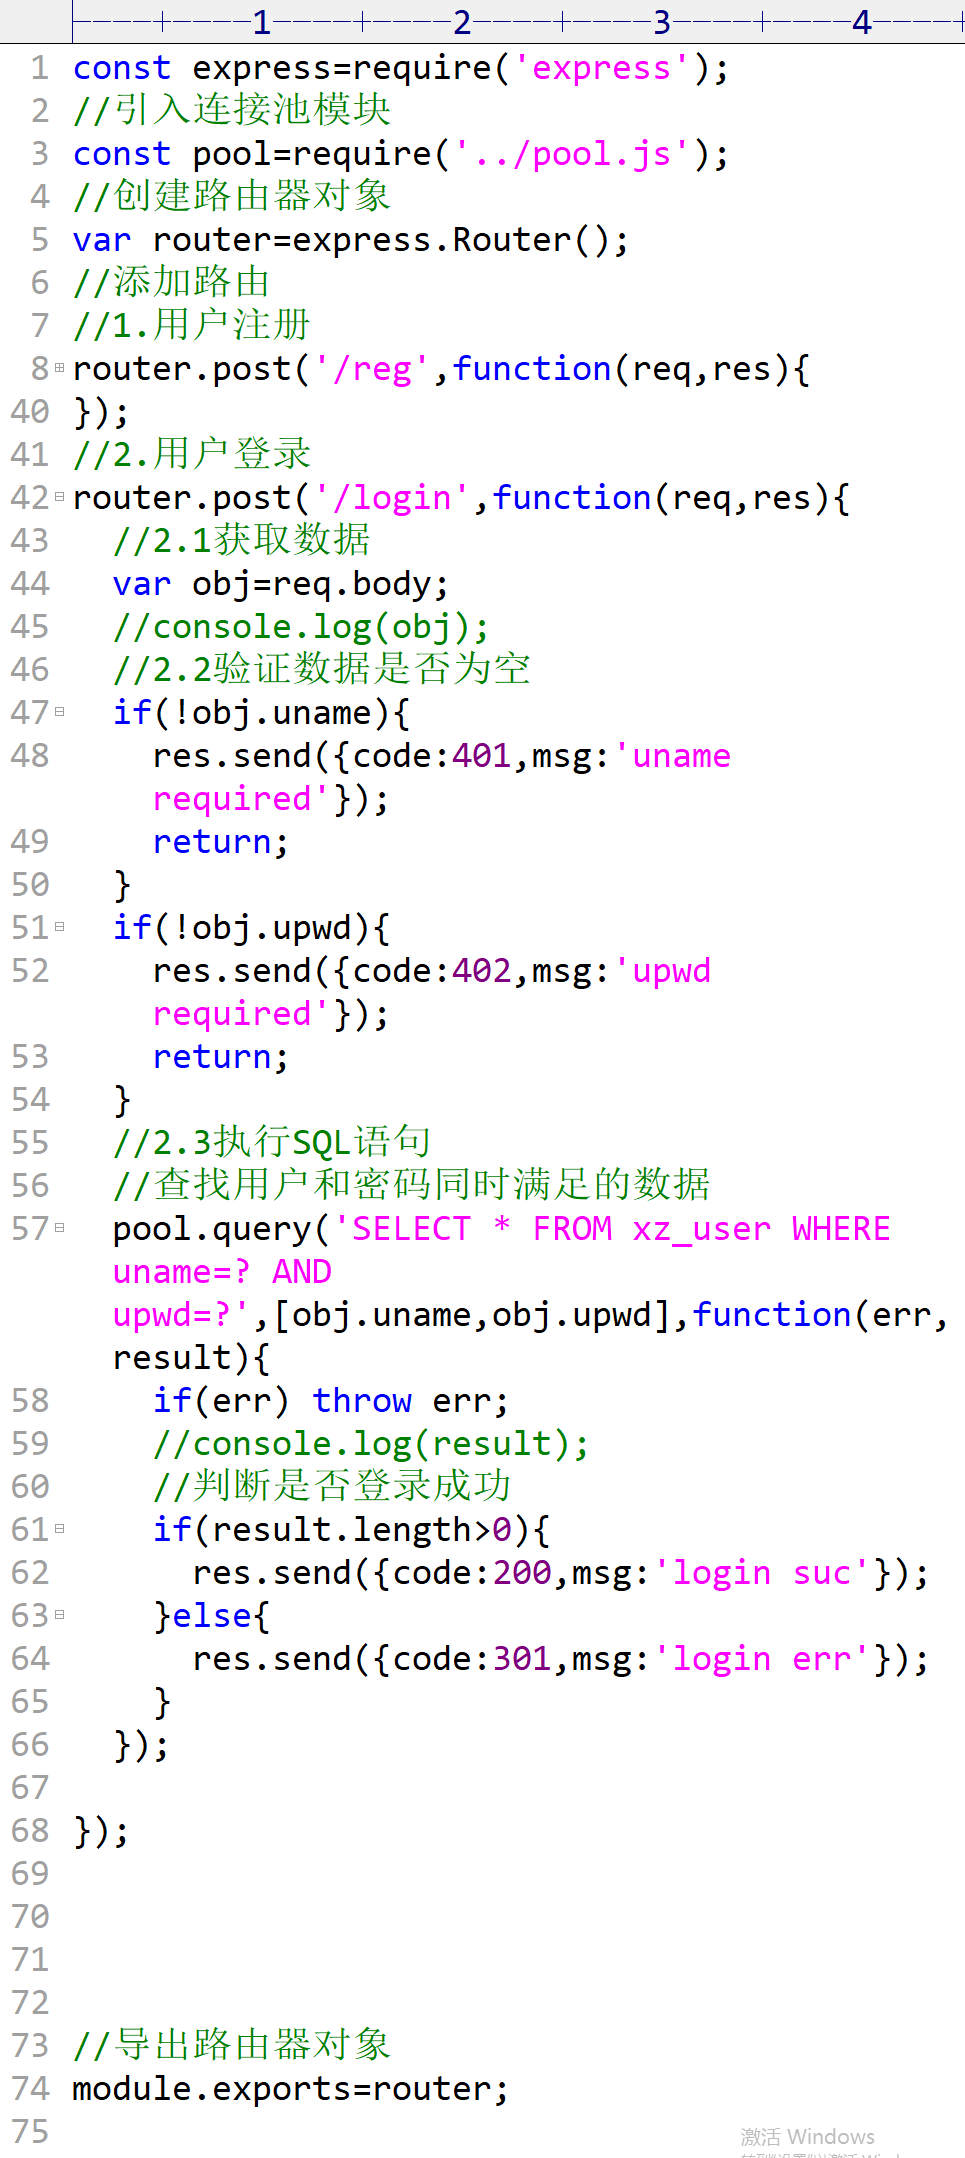 1 2 3 4
1 const express=require('express');
2 //引入连接池模块
3 const pool=require('../pool.js');
4 //创建路由器对象
5 var router=express.Router();
6 //添加路由
7 //1.用户注册
8 router.post('/reg',function(req,res){
40 });
41 //2.用户登录
42 router.post('/login',function(req,res){
43 //2.1获取数据
44 var obj=req.body;
45 //console.log(obj);
46 //2.2验证数据是否为空
47 if(!obj.uname){
48 res.send({code:401,msg:'uname
required'});
49 return;
50 }
51 if(!obj.upwd){
52 res.send({code:402,msg:'upwd
required'});
53 return;
54 }
55 //2.3执行SQL语句
56 //查找用户和密码同时满足的数据
57 pool.query('SELECT * FROM xz_user WHERE
uname=? AND
upwd=?',[obj.uname,obj.upwd],function(err,
result){
58 if(err) throw err;
59 //console.log(result);
60 //判断是否登录成功
61 if(result.length>0){
62 res.send({code:200,msg:'login suc'});
63 }else{
64 res.send({code:301,msg:'login err'});
65 }
66 });
67
68 });
69
70
71
72
73 //导出路由器对象
74 module.exports=router;
75
激活 Windows